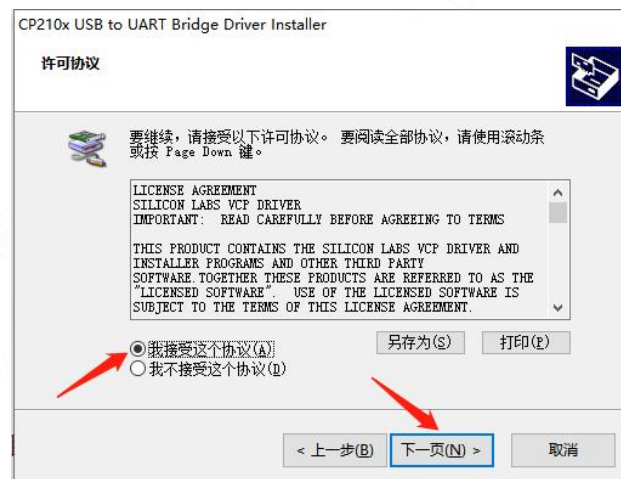 CP210x USB to UART Bridge Driver Installer
许可协议
要继续，请接受以下许可协议。 要阅读全部协议，请使用滚动条
或按 Page Down 键。
LICENSE AGREEMENT
SILICON LABS VCP DRIVER
IMPORTANT: READ CAREFULLY BEFORE AGREEING TO TERMS
THIS PRODUCT CONTAINS THE SILICON LABS VCP DRIVER AND
INSTALLER PROGRAMS AND OTHER THIRD PARTY
SOFTWARE.TOGETHER THESE PRODUCTS ARE REFERRED TO AS THE
"LICENSED SOFTWARE". USE OF THE LICENSED SOFTWARE IS
SUBJECT TO THE TERMS OF THIS LICENSE AGREEMENT.
我接受这个协议(A)
另存为(S) 打印(P)
我不接受这个协议(D)
< 上一步(B) 下一页(N) > 取消